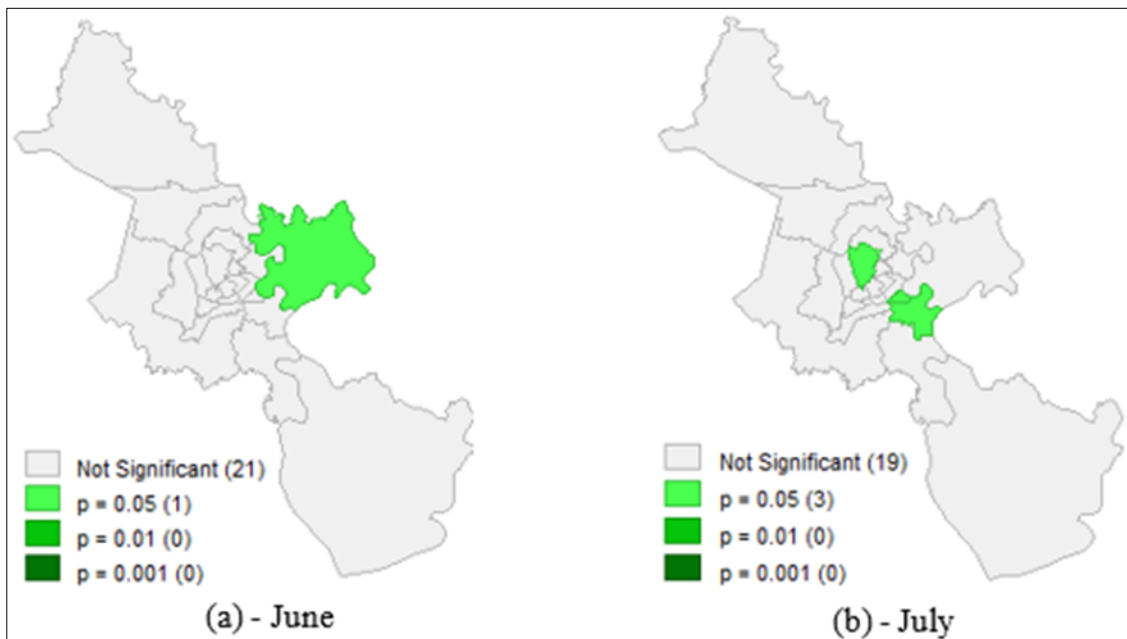 Not Significant (21)
p = 0.05 (1)
p = 0.01 (0)
p = 0.001 (0)
(a) - June
Not Significant (19)
p = 0.05 (3)
p = 0.01 (0)
p = 0.001 (0)
(b) - July